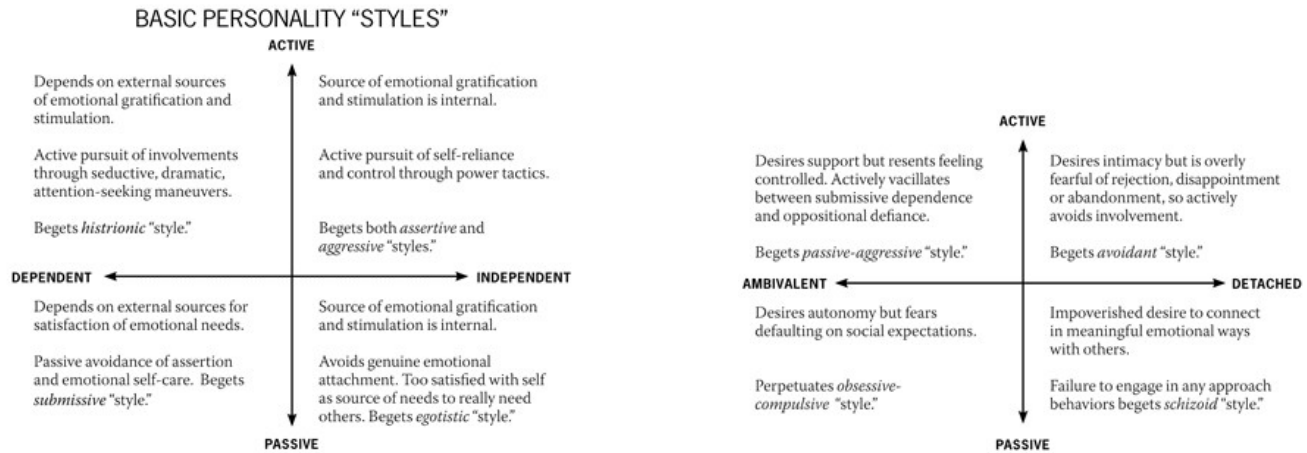 BASIC PERSONALITY “STYLES”
ACTIVE
Depends on external sources
of emotional gratification and
stimulation.
Active pursuit of involvements
through seductive, dramatic,
attention-seeking maneuvers.
Begets histrionic “style.”
Source of emotional gratification
and stimulation is internal.
Active pursuit of self-reliance
and control through power tactics.
Begets both assertive and
aggressive “styles.”
DEPENDENT
INDEPENDENT
Depends on external sources for
satisfaction of emotional needs.
Passive avoidance of assertion
and emotional self-care. Begets
submissive “style.”
Source of emotional gratification
and stimulation is internal.
Avoids genuine emotional
attachment. Too satisfied with self
as source of needs to really need
others. Begets egotistic “style.”
PASSIVE
ACTIVE
Desires support but resents feeling
controlled. Actively vacillates
between submissive dependence
and oppositional defiance.
Begets passive-aggressive “style.”
Desires intimacy but is overly
fearful of rejection, disappointment
or abandonment, so actively
avoids involvement.
Begets avoidant “style.”
AMBIVALENT
DETACHED
Desires autonomy but fears
defaulting on social expectations.
Perpetuates obsessive-
compulsive “style.”
Impoverished desire to connect
in meaningful emotional ways
with others.
Failure to engage in any approach
behaviors begets schizoid “style.”
PASSIVE